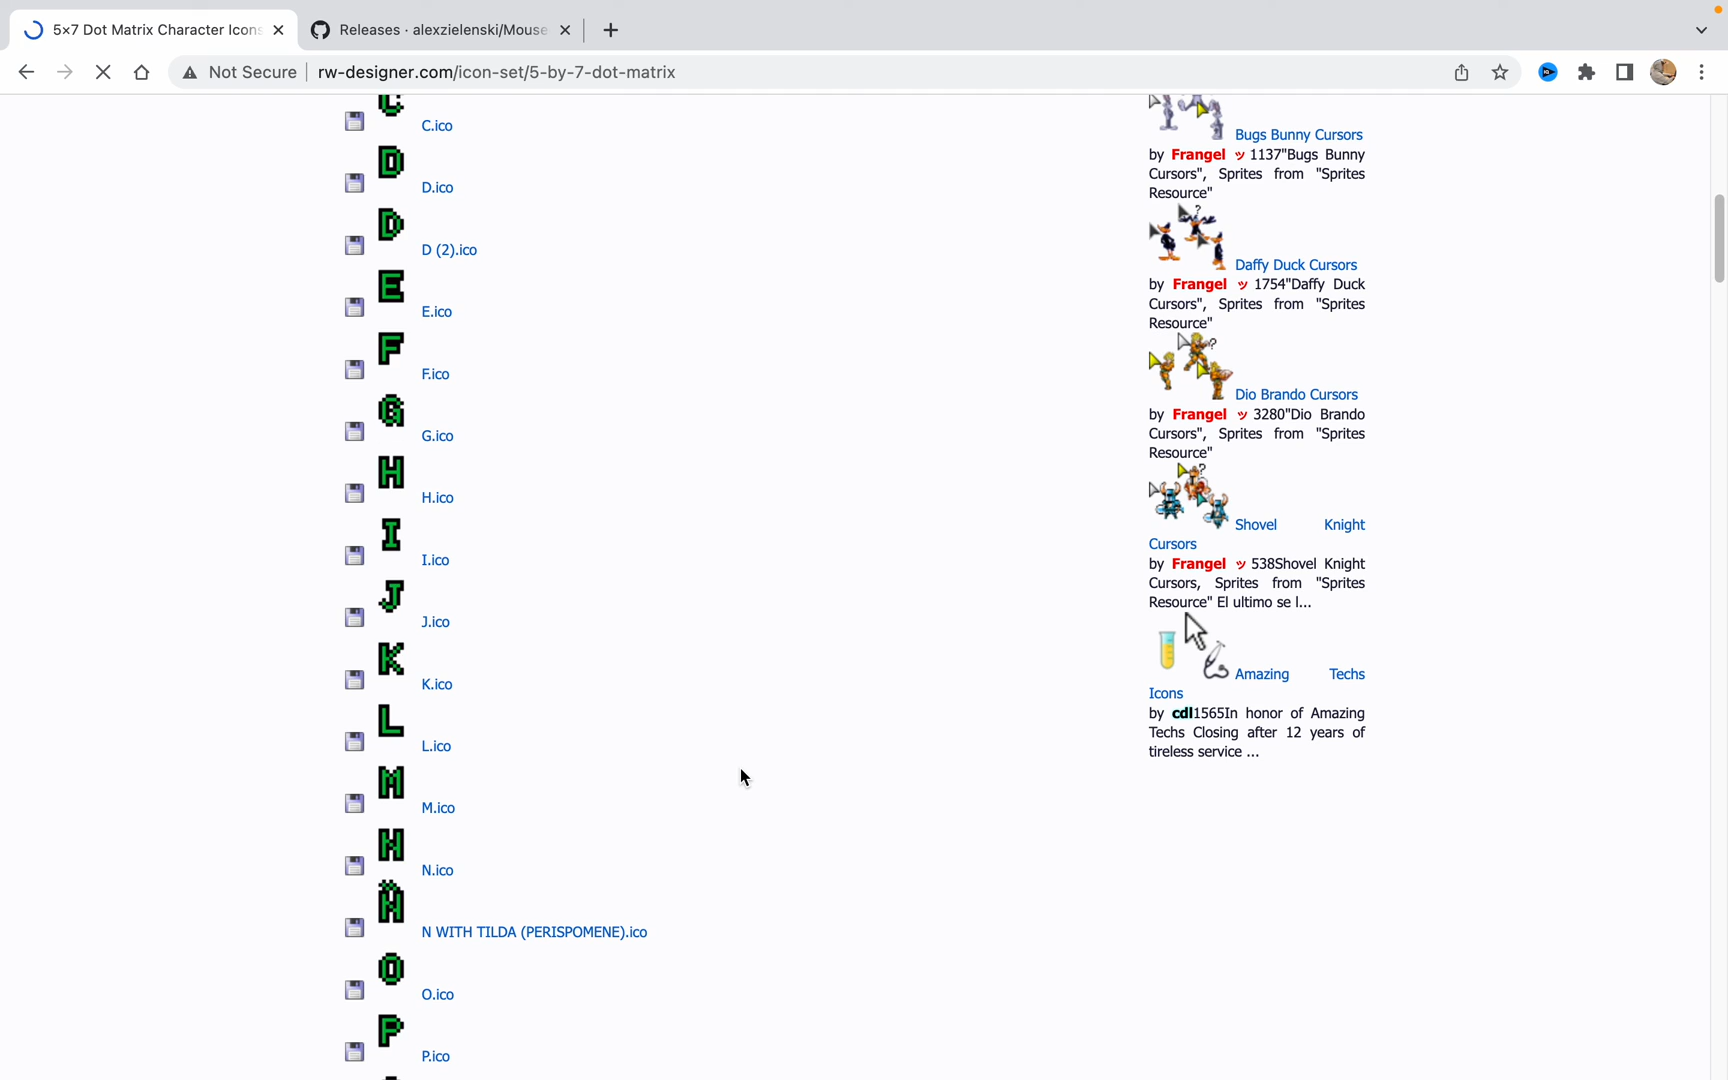 5×7 Dot Matrix Character Icons
Releases · alexzielenski/Mouse
Not Secure
rw-designer.com/icon-set/5-by-7-dot-matrix
C
C.ico
D
D.ico
D
D (2).ico
E
E.ico
F
F.ico
G
G.ico
H
H.ico
I
I.ico
J
J.ico
K
K.ico
L
L.ico
M
M.ico
N
N.ico
Ñ
N WITH TILDA (PERISPOMENE).ico
O
O.ico
P
P.ico
Bugs Bunny Cursors
by Frangel ッ 1137"Bugs Bunny
Cursors", Sprites from "Sprites
Resource"
?
Daffy Duck Cursors
by Frangel ッ 1754"Daffy Duck
Cursors", Sprites from "Sprites
Resource"
?
Dio Brando Cursors
by Frangel ッ 3280"Dio Brando
Cursors", Sprites from "Sprites
Resource"
?
Shovel Knight
Cursors
by Frangel ッ 538Shovel Knight
Cursors, Sprites from "Sprites
Resource" El ultimo se l...
Amazing Techs
Icons
by cdl1565In honor of Amazing
Techs Closing after 12 years of
tireless service ...